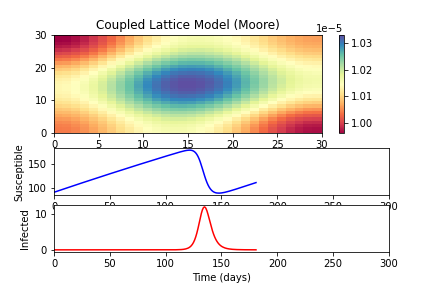 Coupled Lattice Model (Moore)
1e−5
30
20
10
0
0 5 10 15 20 25 30
1.03
1.02
1.01
1.00
Susceptible
150
100
0 50 100 150 200 250 300
Infected
10
0
0 50 100 150 200 250 300
Time (days)